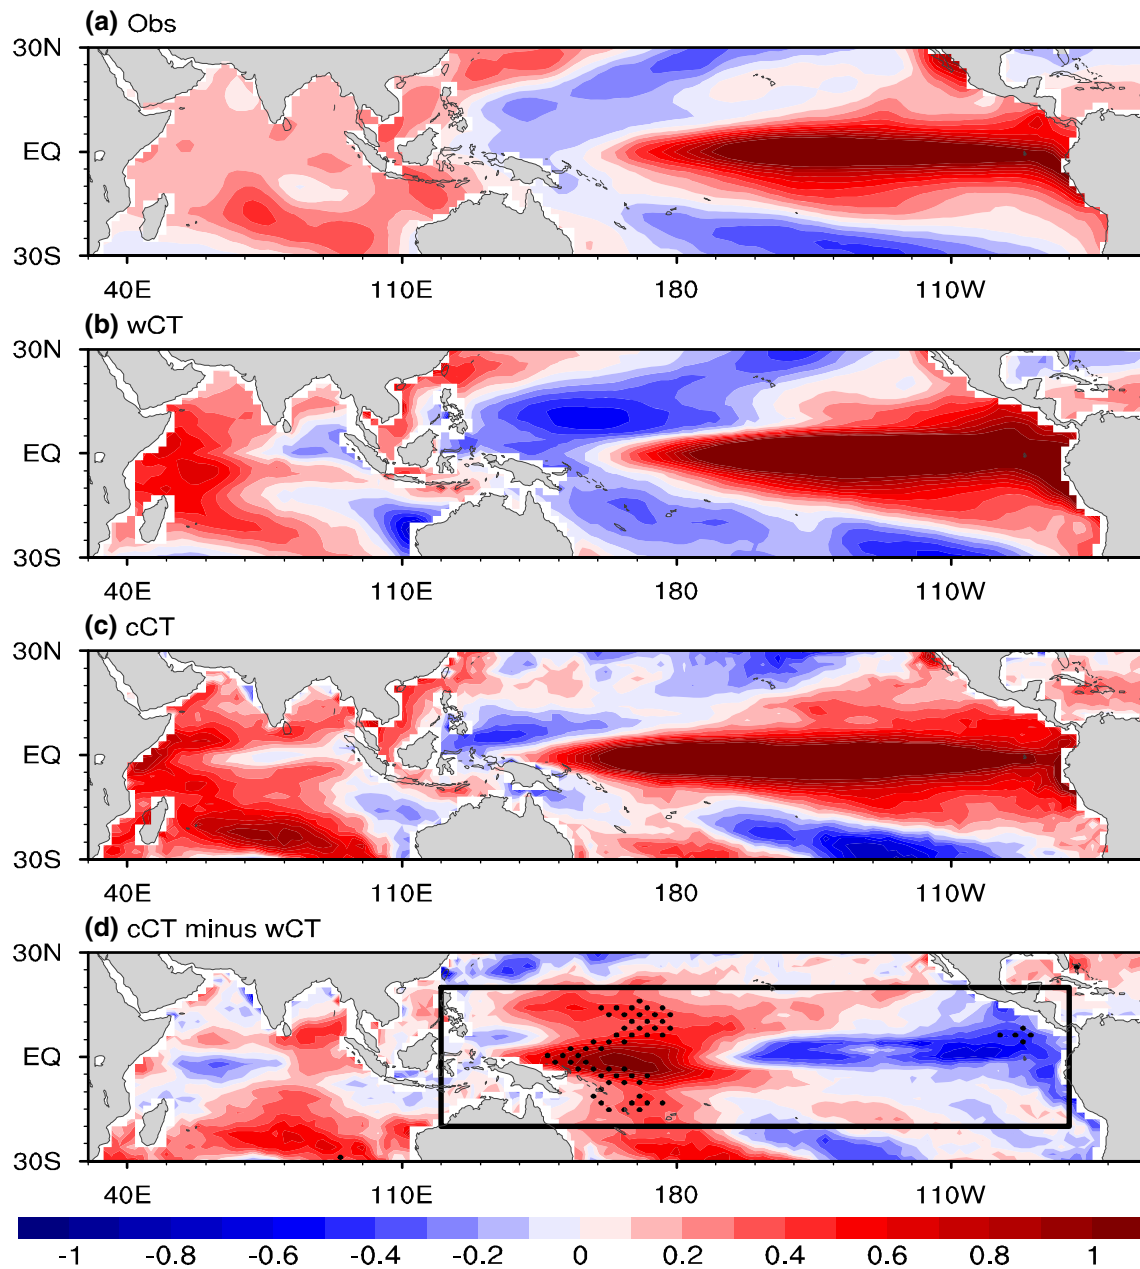 (a) Obs
30N
EQ
30S
40E 110E 180 110W
(b) wCT
30N
EQ
30S
40E 110E 180 110W
(c) cCT
30N
EQ
30S
40E 110E 180 110W
(d) cCT minus wCT
30N
EQ
30S
40E 110E 180 110W
-1 -0.8 -0.6 -0.4 -0.2 0 0.2 0.4 0.6 0.8 1